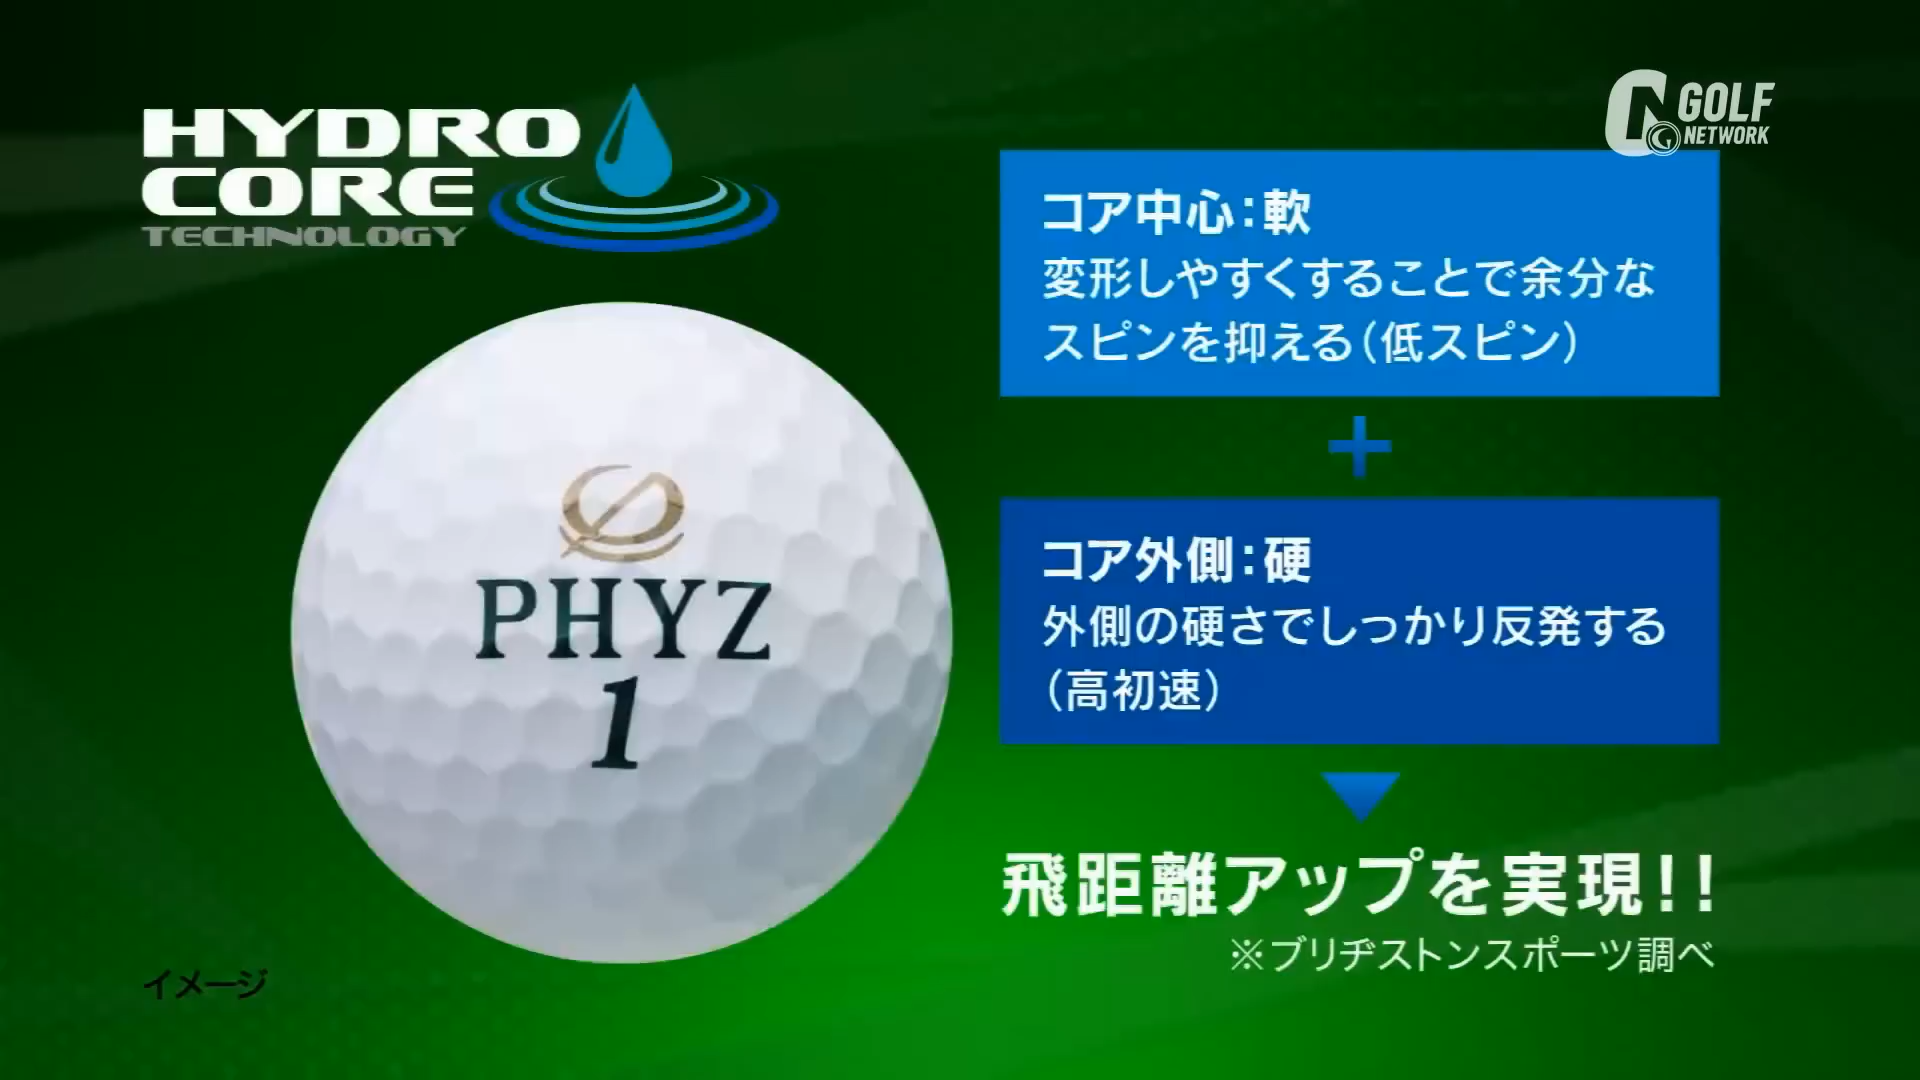 HYDRO
CORE
TECHNOLOGY
GOLF
NETWORK
コア中心：軟
変形しやすくすることで余分な
スピンを抑える（低スピン）
+
コア外側：硬
外側の硬さでしっかり反発する
（高初速）
飛距離アップを実現！！
※ブリヂストンスポーツ調べ
PHYZ
1
イメージ